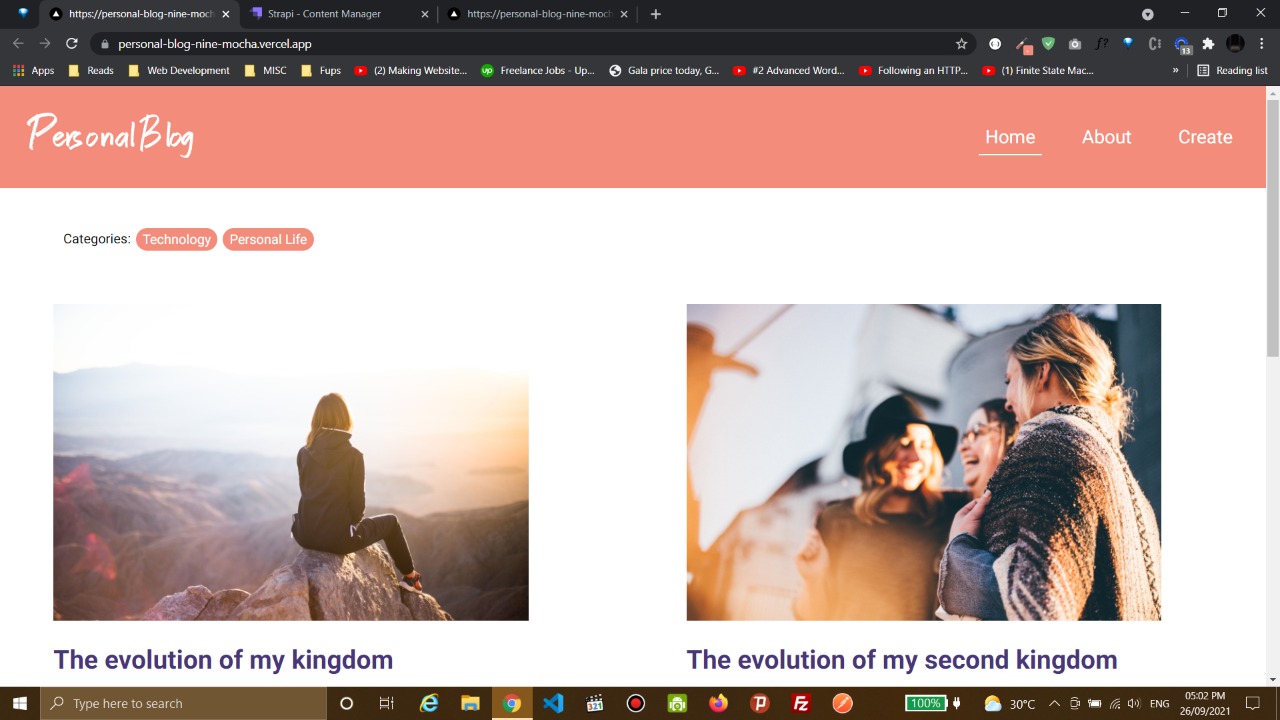 https://personal-blog-nine-moch
Strapi - Content Manager
https://personal-blog-nine-moch
personal-blog-nine-mocha.vercel.app
f?
13
Apps
Reads
Web Development
MISC
Fups
(2) Making Website...
up
Freelance Jobs - Up...
Gala price today, G...
#2 Advanced Word...
Following an HTTP...
(1) Finite State Mac...
»
Reading list
PersonalBlog
Home
About
Create
Categories: Technology Personal Life
The evolution of my kingdom
The evolution of my second kingdom
Type here to search
321
100%
30°C
ENG
05:02 PM
26/09/2021